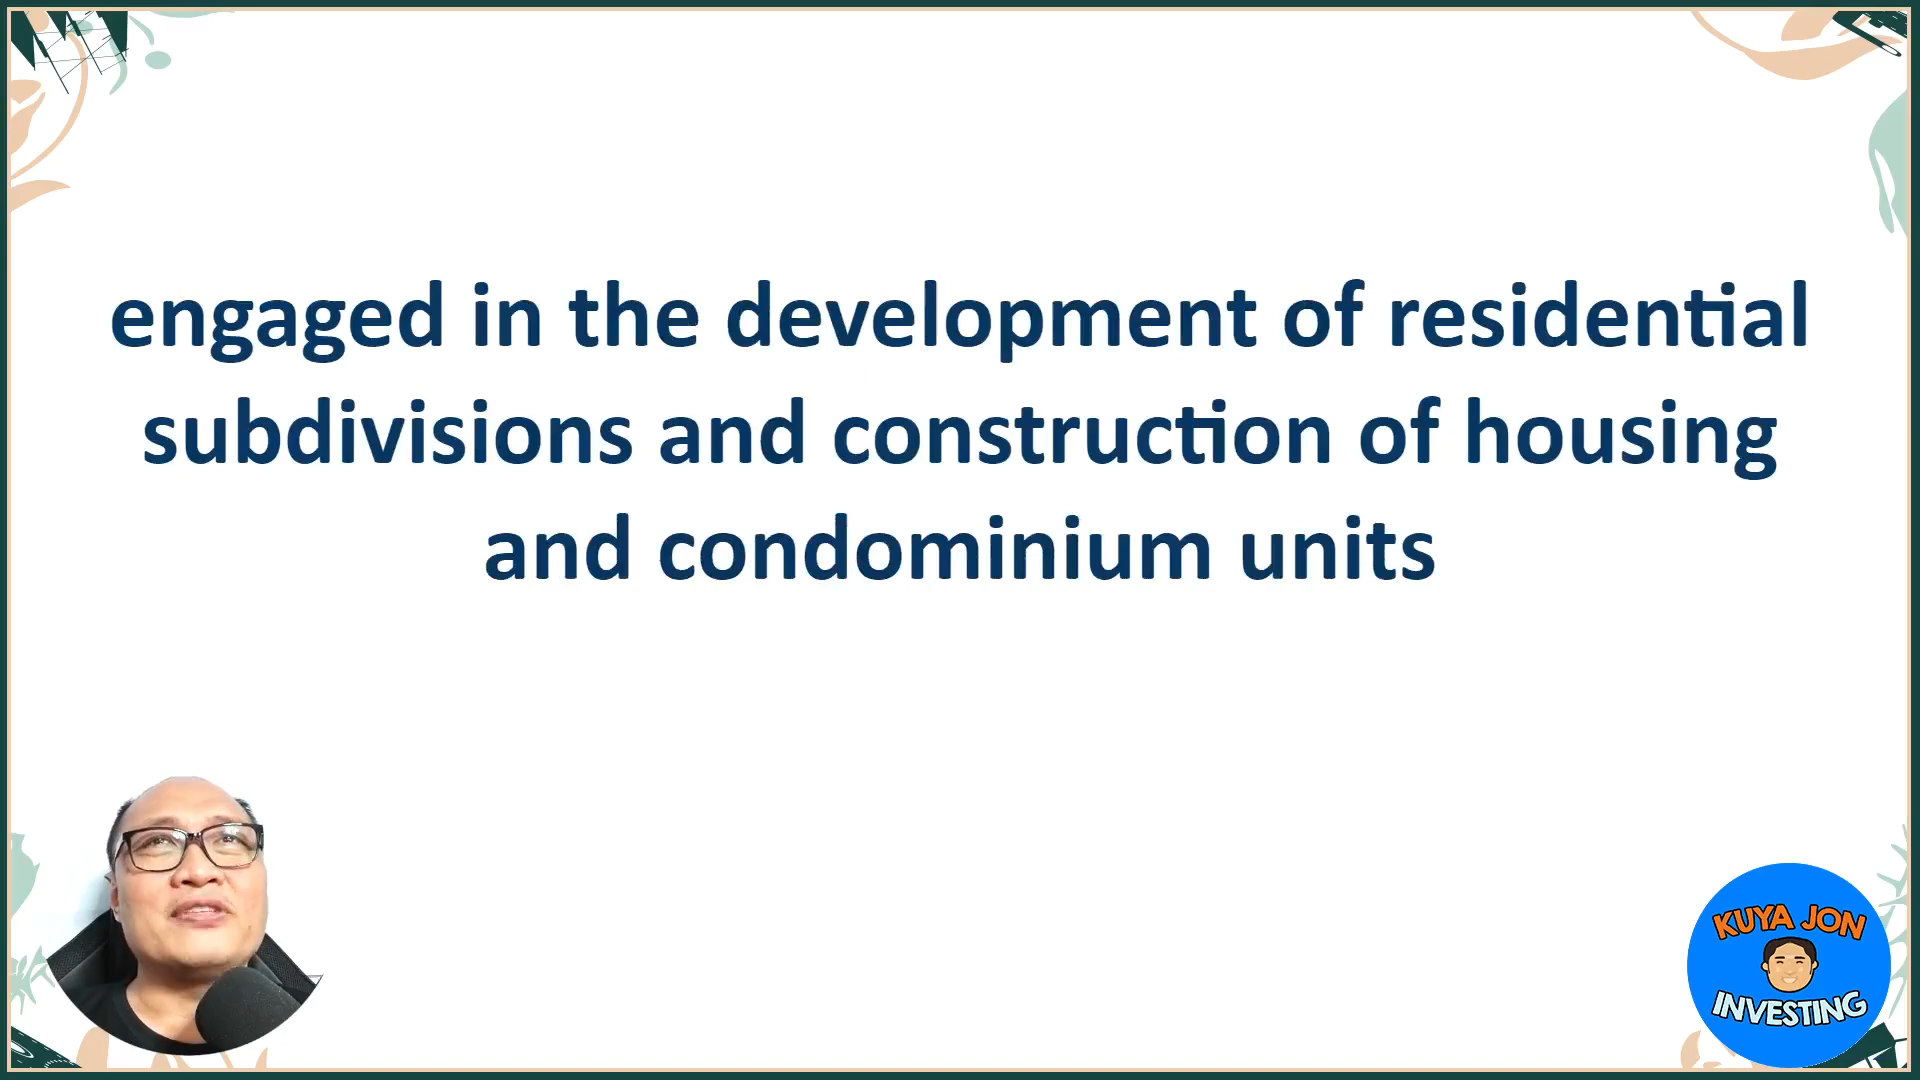 engaged in the development of residential
subdivisions and construction of housing
and condominium units
KUYA JON
INVESTING